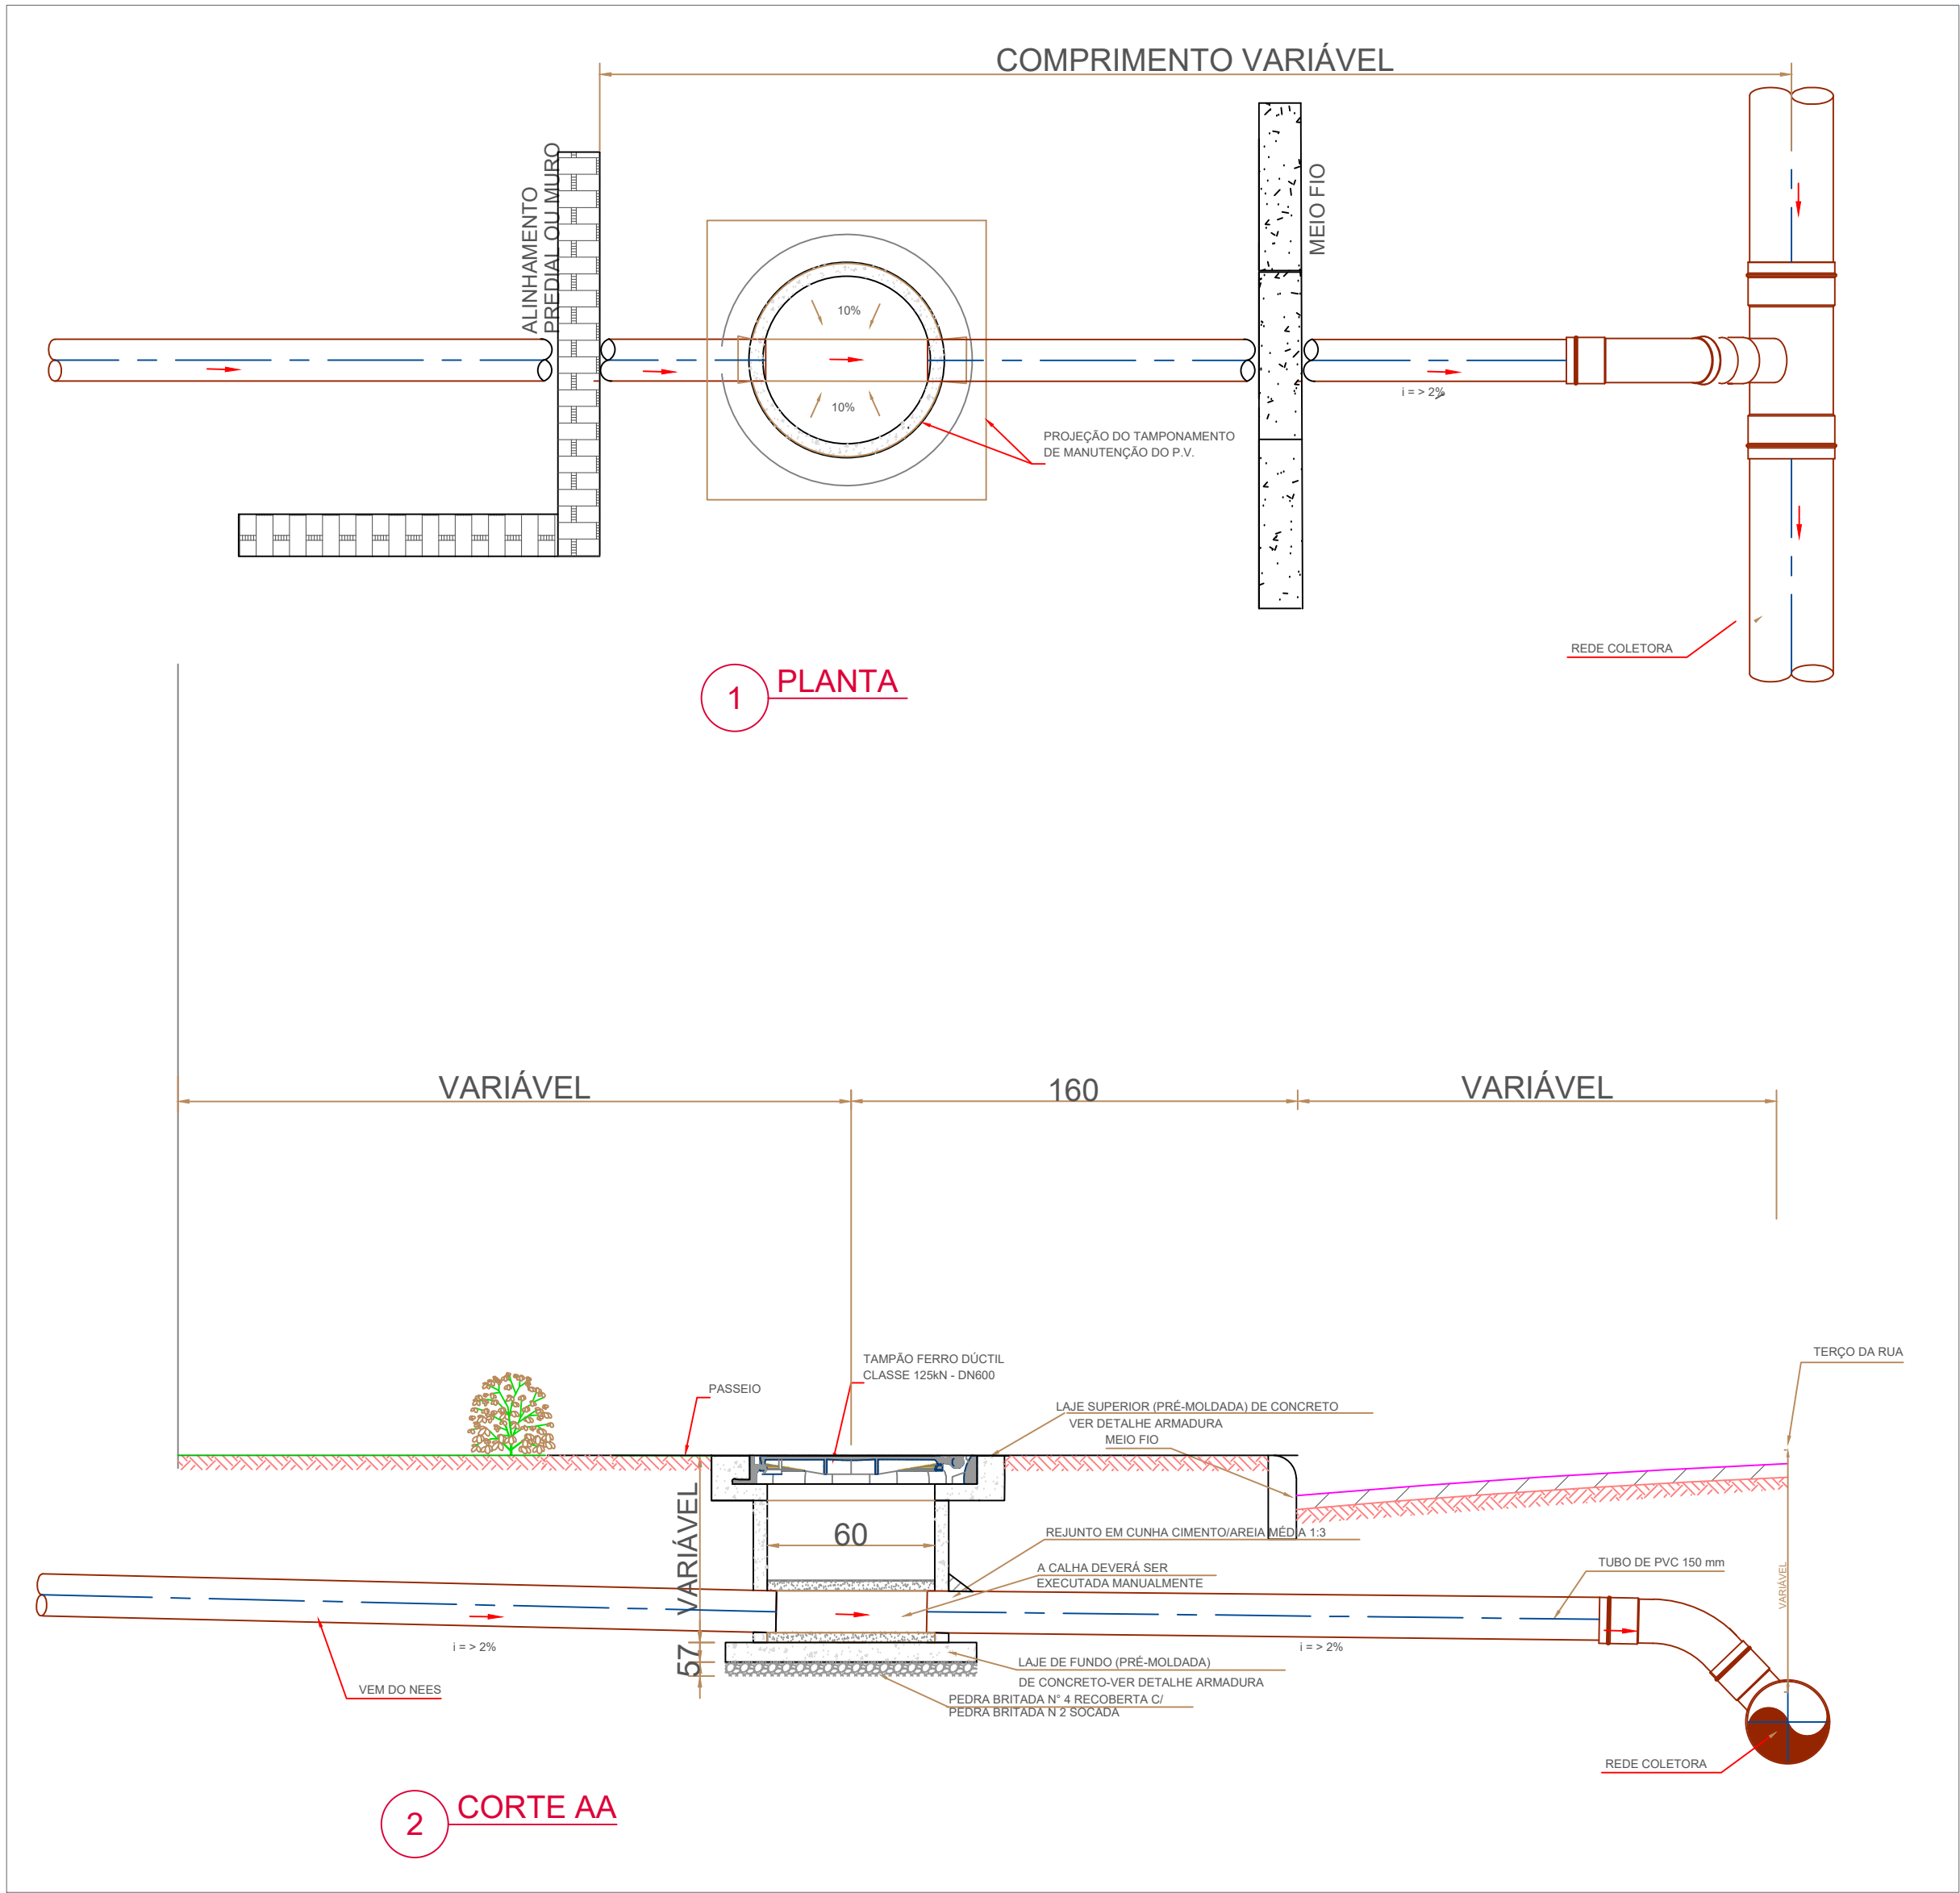 COMPRIMENTO VARIÁVEL
ALINHAMENTO
PREDIAL OU MURO
MEIO FIO
10%
10%
i = > 2%
PROJEÇÃO DO TAMPONAMENTO
DE MANUTENÇÃO DO P.V.
REDE COLETORA
1 PLANTA
VARIÁVEL
160
VARIÁVEL
TERÇO DA RUA
TAMPÃO FERRO DÚCTIL
CLASSE 125kN - DN600
PASSEIO
LAJE SUPERIOR (PRÉ-MOLDADA) DE CONCRETO
VER DETALHE ARMADURA
MEIO FIO
VARIÁVEL
60
REJUNTO EM CUNHA CIMENTO/AREIA MÉDIA 1:3
A CALHA DEVERÁ SER
EXECUTADA MANUALMENTE
TUBO DE PVC 150 mm
VARIÁVEL
i = > 2%
i = > 2%
57
LAJE DE FUNDO (PRÉ-MOLDADA)
DE CONCRETO-VER DETALHE ARMADURA
VEM DO NEES
PEDRA BRITADA N° 4 RECOBERTA C/
PEDRA BRITADA N 2 SOCADA
REDE COLETORA
2 CORTE AA